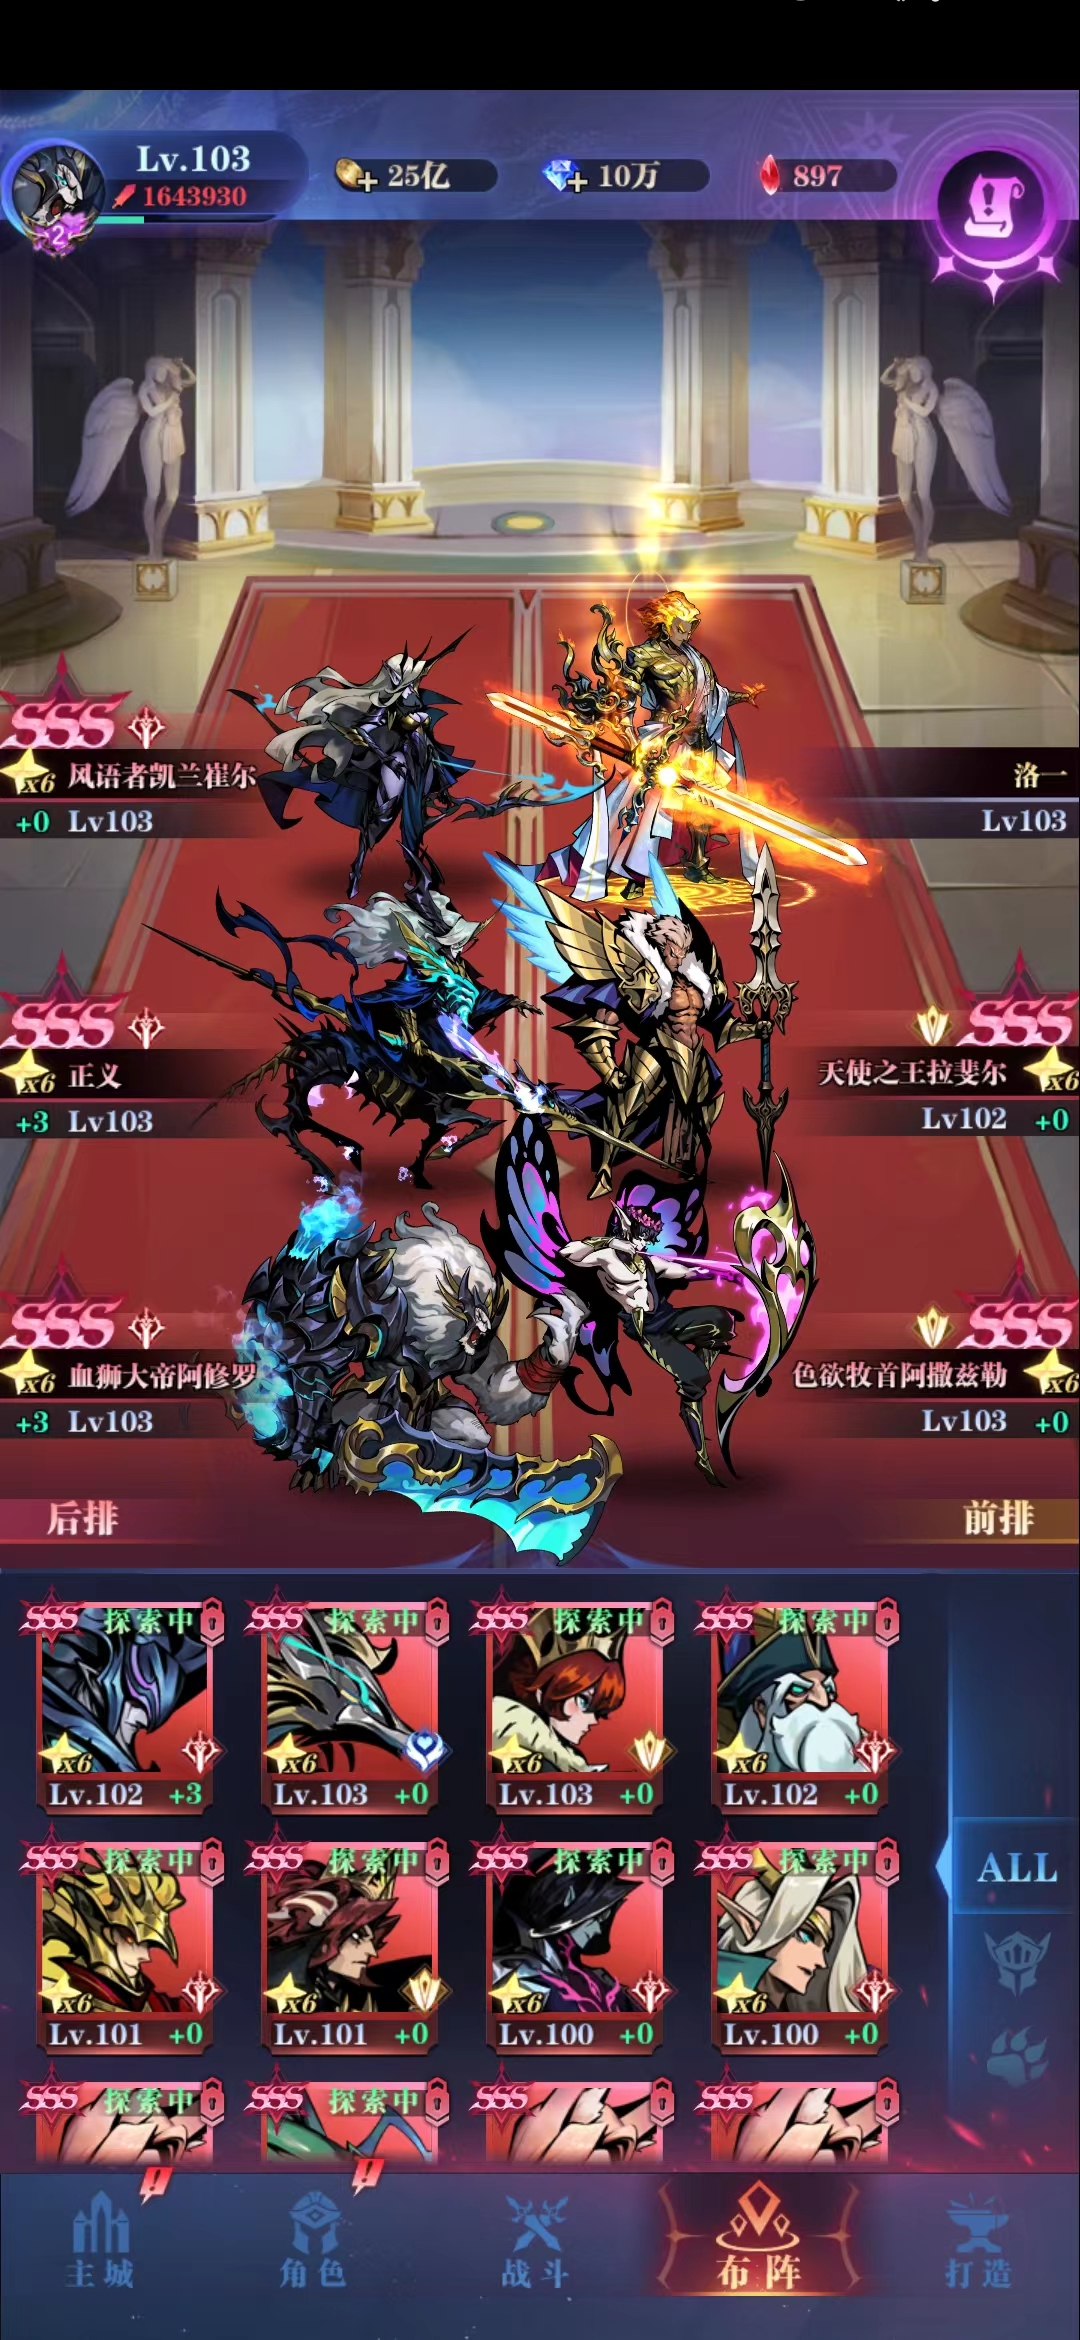 Lv.103
1643930
2
25亿
10万
897
SSS
x6 风语者凯兰崔尔
+0 Lv103
洛一
Lv103
SSS
x6 正义
+3 Lv103
SSS
天使之王拉斐尔 x6
Lv102 +0
SSS
x6 血狮大帝阿修罗
+3 Lv103
SSS
色欲牧首阿撒兹勒 x6
Lv103 +0
后排
前排
SSS 探索中
x6
Lv.102 +3
SSS 探索中
x6
Lv.103 +0
SSS 探索中
x6
Lv.103 +0
SSS 探索中
x6
Lv.102 +0
SSS 探索中
x6
Lv.101 +0
SSS 探索中
x6
Lv.101 +0
SSS 探索中
x6
Lv.100 +0
SSS 探索中
x6
Lv.100 +0
ALL
SSS 探索中
SSS 探索中
SSS
SSS
主城
角色
战斗
布阵
打造